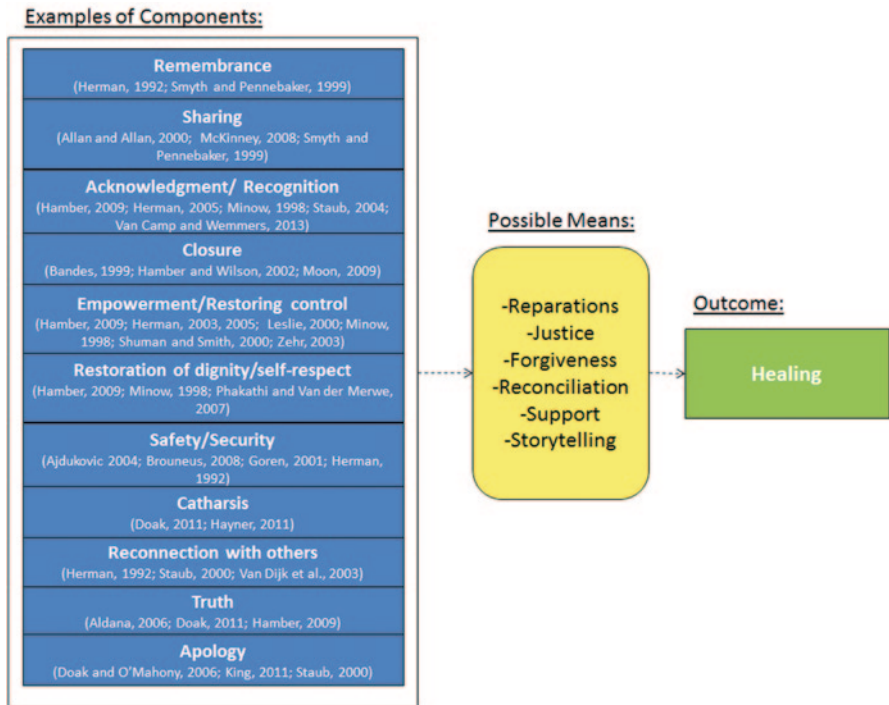 Examples of Components:
Remembrance
(Herman, 1992; Smyth and Pennebaker, 1999)
Sharing
(Allan and Allan, 2000; McKinney, 2008; Smyth and
Pennebaker, 1999)
Acknowledgment/ Recognition
(Hamber, 2009; Herman, 2005; Minow, 1998; Staub, 2004;
Van Camp and Wemmers, 2013)
Closure
(Bandes, 1999; Hamber and Wilson, 2002; Moon, 2009)
Empowerment/Restoring control
(Hamber, 2009; Herman, 2003, 2005; Leslie, 2000; Minow,
1998; Shuman and Smith, 2000; Zehr, 2003)
Restoration of dignity/self-respect
(Hamber, 2009; Minow, 1998; Phakathi and Van der Merwe,
2007)
Safety/Security
(Ajdukovic 2004; Brouneus, 2008; Goren, 2001; Herman,
1992)
Catharsis
(Doak, 2011; Hayner, 2011)
Reconnection with others
(Herman, 1992; Staub, 2000; Van Dijk et al., 2003)
Truth
(Aldana, 2006; Doak, 2011; Hamber, 2009)
Apology
(Doak and O'Mahony, 2006; King, 2011; Staub, 2000)
Possible Means:
-Reparations
-Justice
-Forgiveness
-Reconciliation
-Support
-Storytelling
Outcome:
Healing